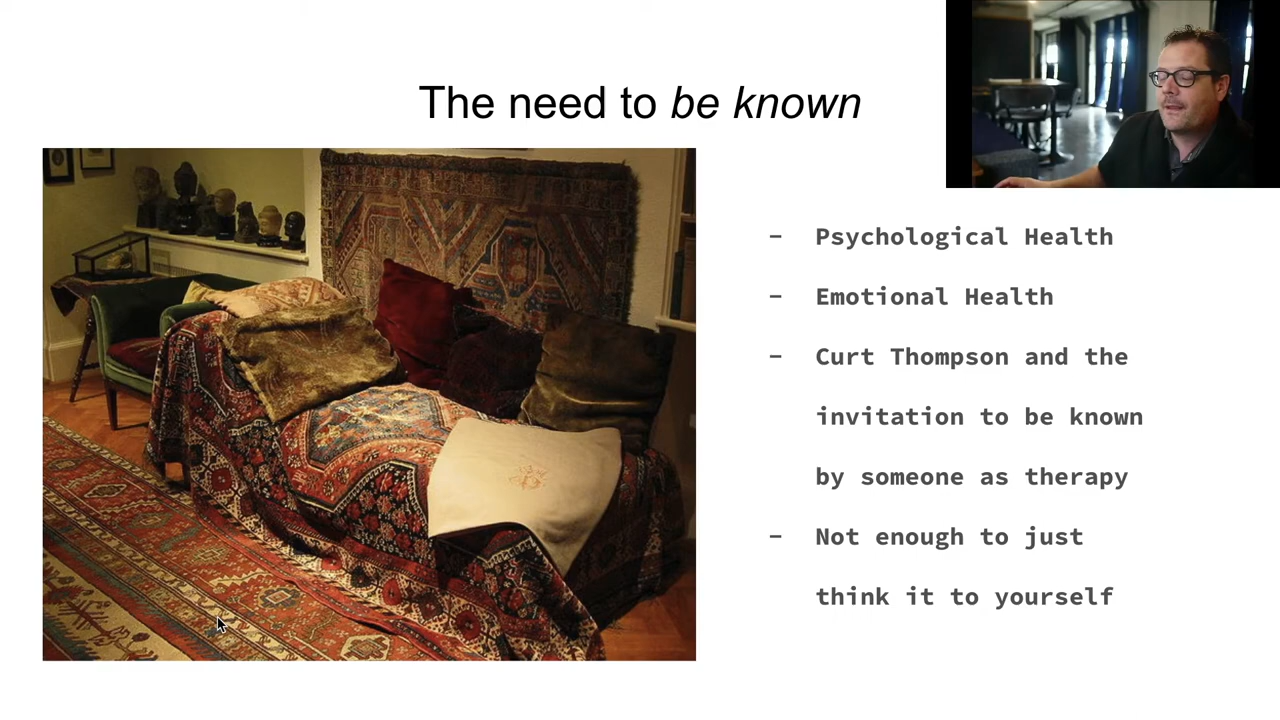 The need to be known
- Psychological Health
- Emotional Health
- Curt Thompson and the
invitation to be known
by someone as therapy
- Not enough to just
think it to yourself